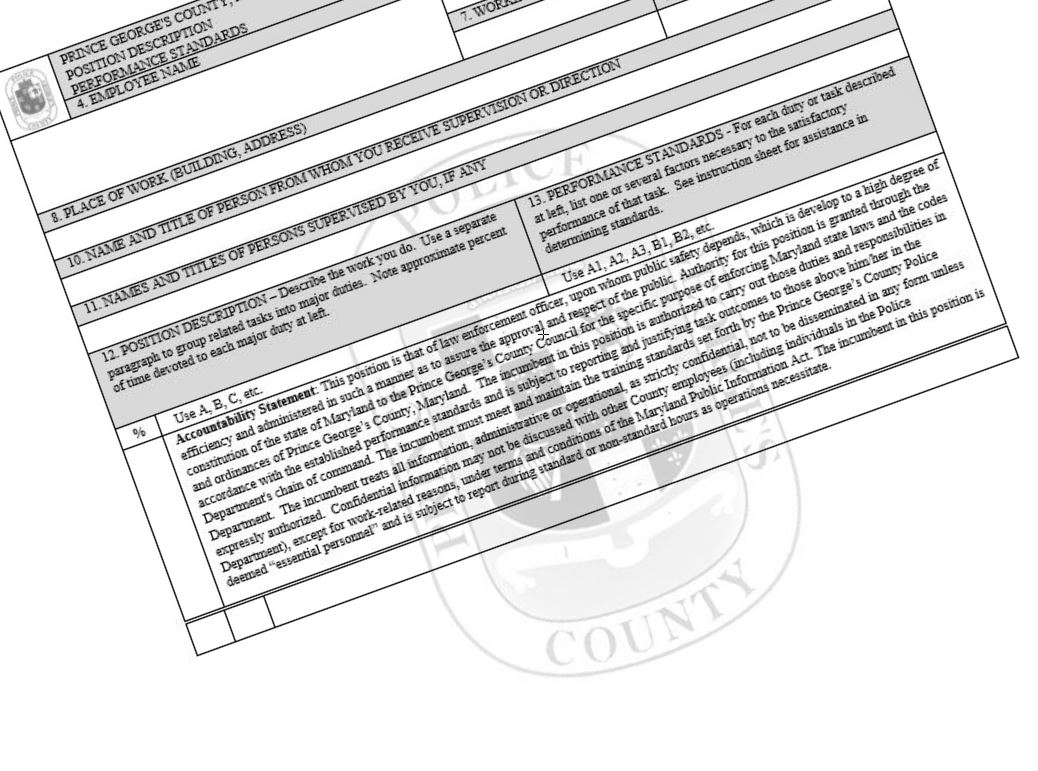 PRINCE GEORGE'S COUNTY,
POSITION DESCRIPTION
PERFORMANCE STANDARDS
4. EMPLOYEE NAME
8. PLACE OF WORK (BUILDING, ADDRESS)
10. NAME AND TITLE OF PERSON FROM WHOM YOU RECEIVE SUPERVISION OR DIRECTION
11. NAMES AND TITLES OF PERSONS SUPERVISED BY YOU, IF ANY
12. POSITION DESCRIPTION – Describe the work you do. Use a separate
paragraph to group related tasks into major duties. Note approximate percent
of time devoted to each major duty at left.
13. PERFORMANCE STANDARDS - For each duty or task described
at left, list one or several factors necessary to the satisfactory
performance of that task. See instruction sheet for assistance in
determining standards.
%
Use A, B, C, etc.
Use A1, A2, A3, B1, B2, etc.
Accountability Statement: This position is that of law enforcement officer, upon whom public safety depends, which is develop to a high degree of
efficiency and administered in such a manner as to assure the approval and respect of the public. Authority for this position is granted through the
constitution of the state of Maryland to the Prince George's County Council for the specific purpose of enforcing Maryland state laws and the codes
and ordinances of Prince George's County, Maryland. The incumbent in this position is authorized to carry out those duties and responsibilities in
accordance with the established performance standards and is subject to reporting and justifying task outcomes to those above him/her in the
Department's chain of command. The incumbent must meet and maintain the training standards set forth by the Prince George's County Police
Department. The incumbent treats all information, administrative or operational, as strictly confidential, not to be disseminated in any form unless
expressly authorized. Confidential information may not be discussed with other County employees (including individuals in the Police
Department), except for work-related reasons, under terms and conditions of the Maryland Public Information Act. The incumbent in this position is
deemed "essential personnel" and is subject to report during standard or non-standard hours as operations necessitate.
POLICE
COUNTY